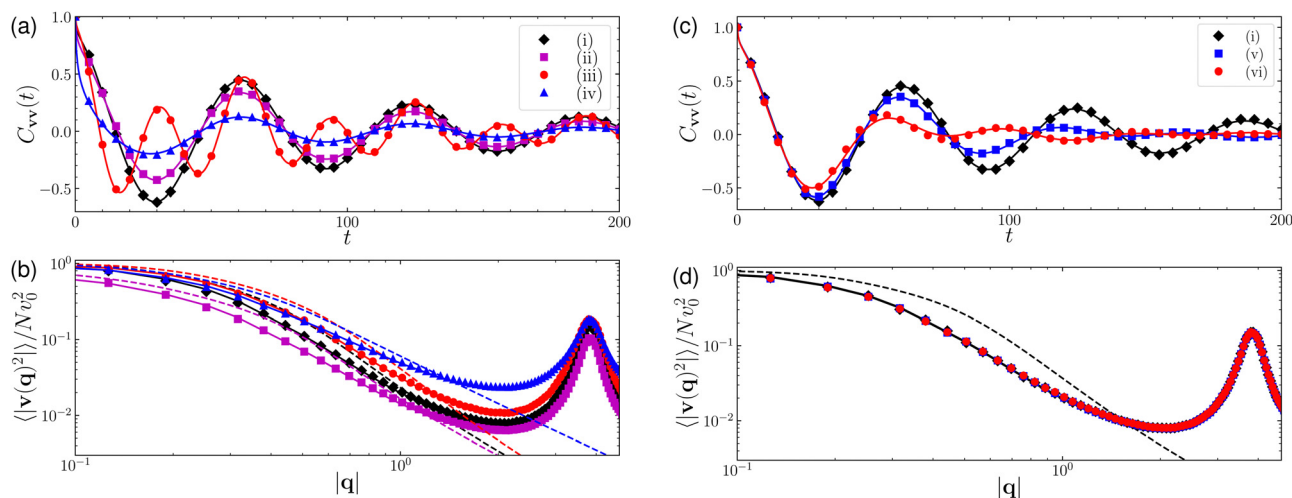 (a)
C_vv(t)
1.0
0.5
0.0
−0.5
(i)
(ii)
(iii)
(iv)
0
100
200
t
(b)
⟨|v(q)^2|⟩/Nv_0^2
10^0
10^−1
10^−2
10^−1
10^0
|q|
(c)
C_vv(t)
1.0
0.5
0.0
−0.5
(i)
(v)
(vi)
0
100
200
t
(d)
⟨|v(q)^2|⟩/Nv_0^2
10^0
10^−1
10^−2
10^−1
10^0
|q|